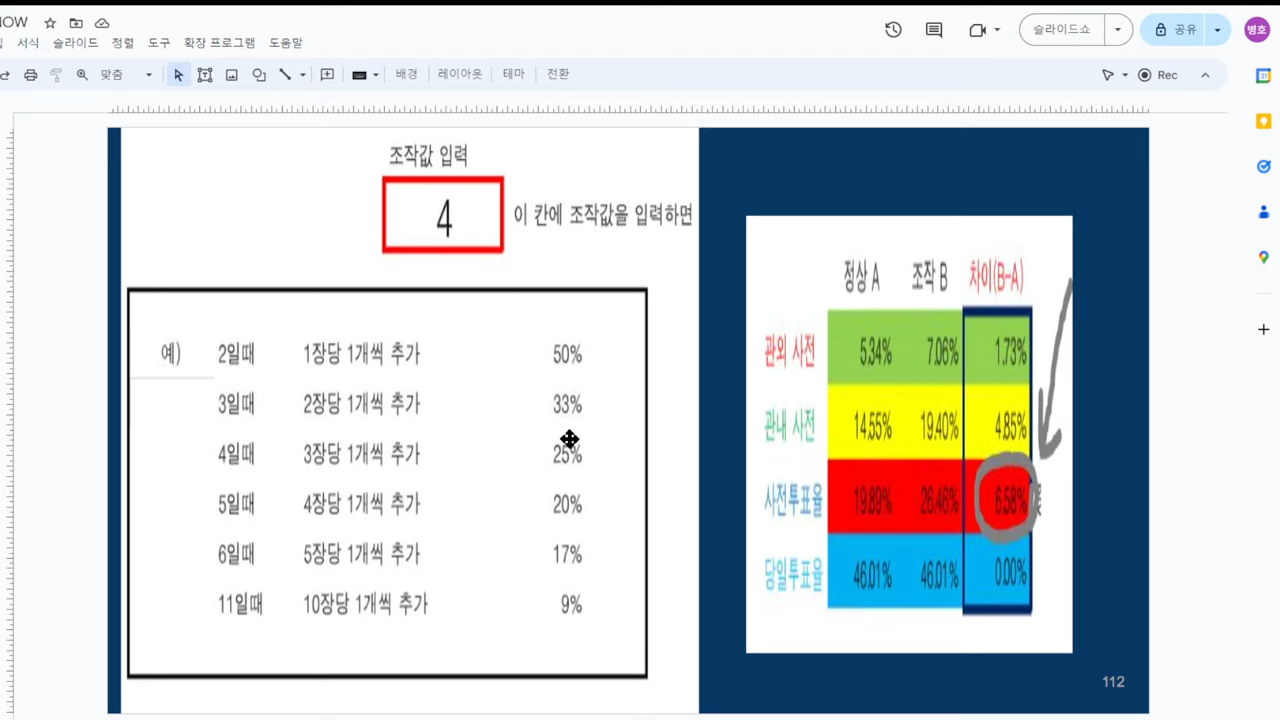 NOW
서식 슬라이드 정렬 도구 확장 프로그램 도움말
슬라이드쇼
공유
병호
맞춤
배경 레이아웃 테마 전환
Rec
조작값 입력
4
이 칸에 조작값을 입력하면
예) 2일때 1장당 1개씩 추가 50%
3일때 2장당 1개씩 추가 33%
4일때 3장당 1개씩 추가 25%
5일때 4장당 1개씩 추가 20%
6일때 5장당 1개씩 추가 17%
11일때 10장당 1개씩 추가 9%
정상 A 조작 B 차이(B-A)
관외 사전 5.34% 7.06% 1.73%
관내 사전 14.55% 19.40% 4.85%
사전투표율 19.89% 26.46% 6.58%
당일투표율 46.01% 46.01% 0.00%
112